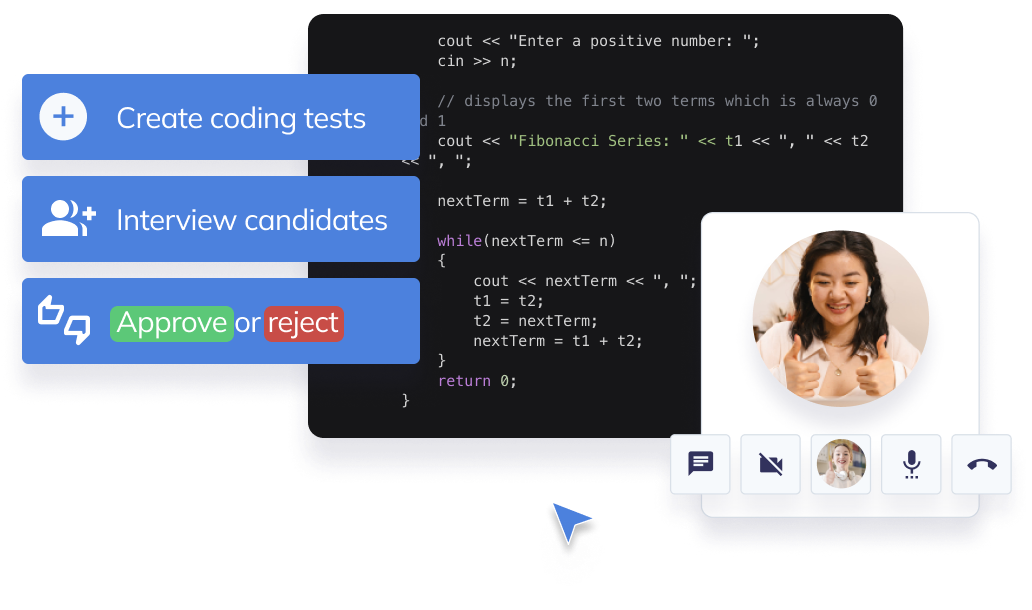 Create coding tests
Interview candidates
Approve or reject
cout << "Enter a positive number: ";
cin >> n;
// displays the first two terms which is always 0
d 1
cout << "Fibonacci Series: " << t1 << ", " << t2
<< ", ";
nextTerm = t1 + t2;
while(nextTerm <= n)
{
cout << nextTerm << ", ";
t1 = t2;
t2 = nextTerm;
nextTerm = t1 + t2;
}
return 0;
}